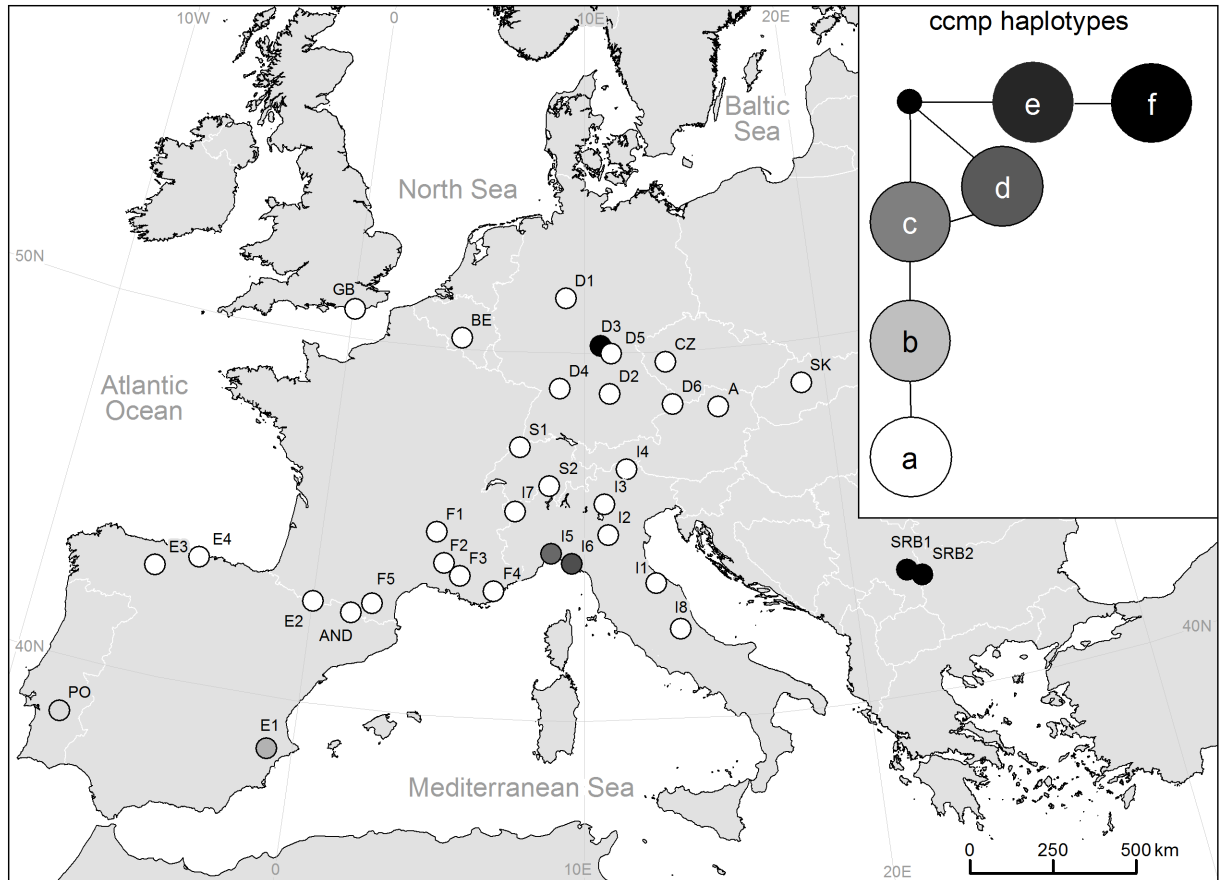 10W
0
10E
20E
ccmp haplotypes
e
f
d
c
b
a
Baltic
Sea
North Sea
50N
GB
D1
BE
D3
D5
CZ
SK
D4
D2
D6
A
Atlantic
Ocean
S1
I4
S2
I3
I7
I2
F1
E3
E4
I5
I6
F2
F3
F4
F5
I1
I8
SRB1
SRB2
E2
AND
40N
40N
PO
E1
Mediterranean Sea
0
250
500 km
0
10E
20E